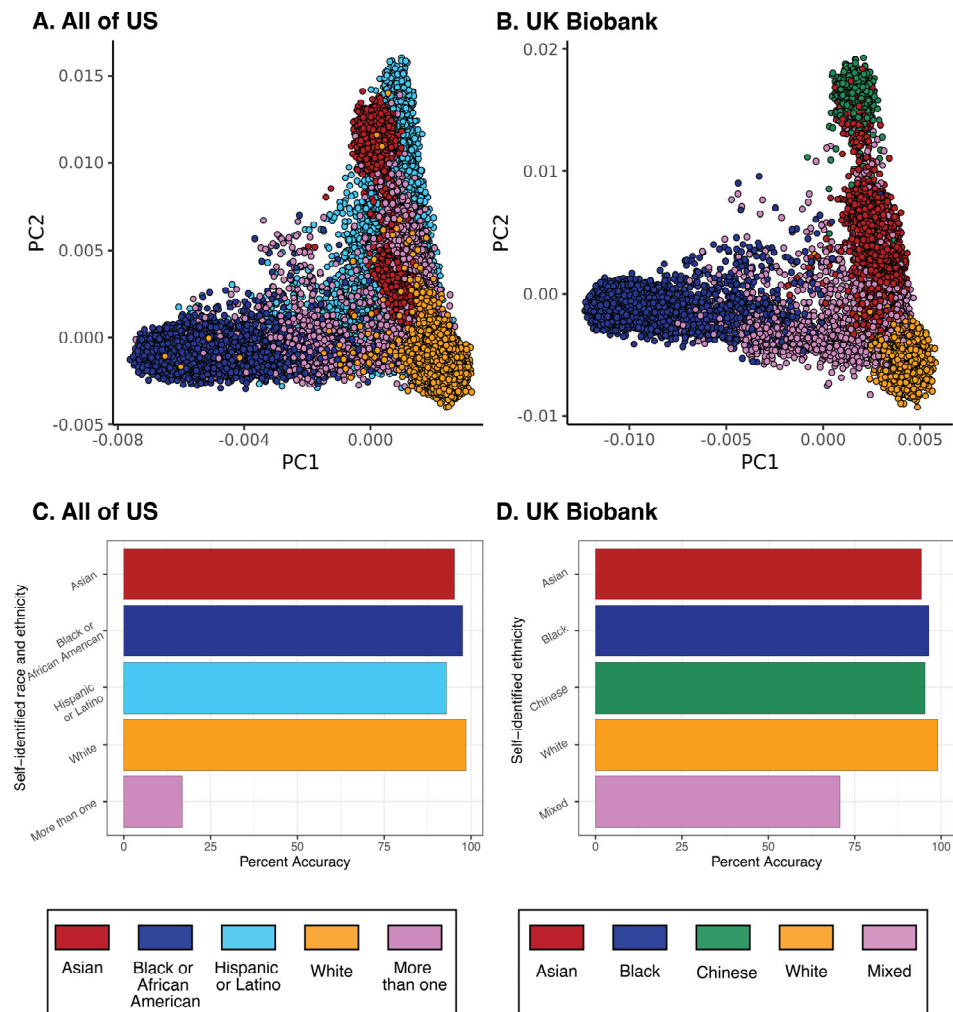 A. All of US
B. UK Biobank
0.015
0.010
0.005
0.000
-0.005
PC2
-0.008
-0.004
0.000
PC1
0.02
0.01
0.00
-0.01
PC2
-0.010
-0.005
0.000
0.005
PC1
C. All of US
D. UK Biobank
Self-identified race and ethnicity
Asian
Black or
African American
Hispanic
or Latino
White
More than one
0
25
50
75
100
Percent Accuracy
Self-identified ethnicity
Asian
Black
Chinese
White
Mixed
0
25
50
75
100
Percent Accuracy
Asian
Black or
African
American
Hispanic
or Latino
White
More
than one
Asian
Black
Chinese
White
Mixed